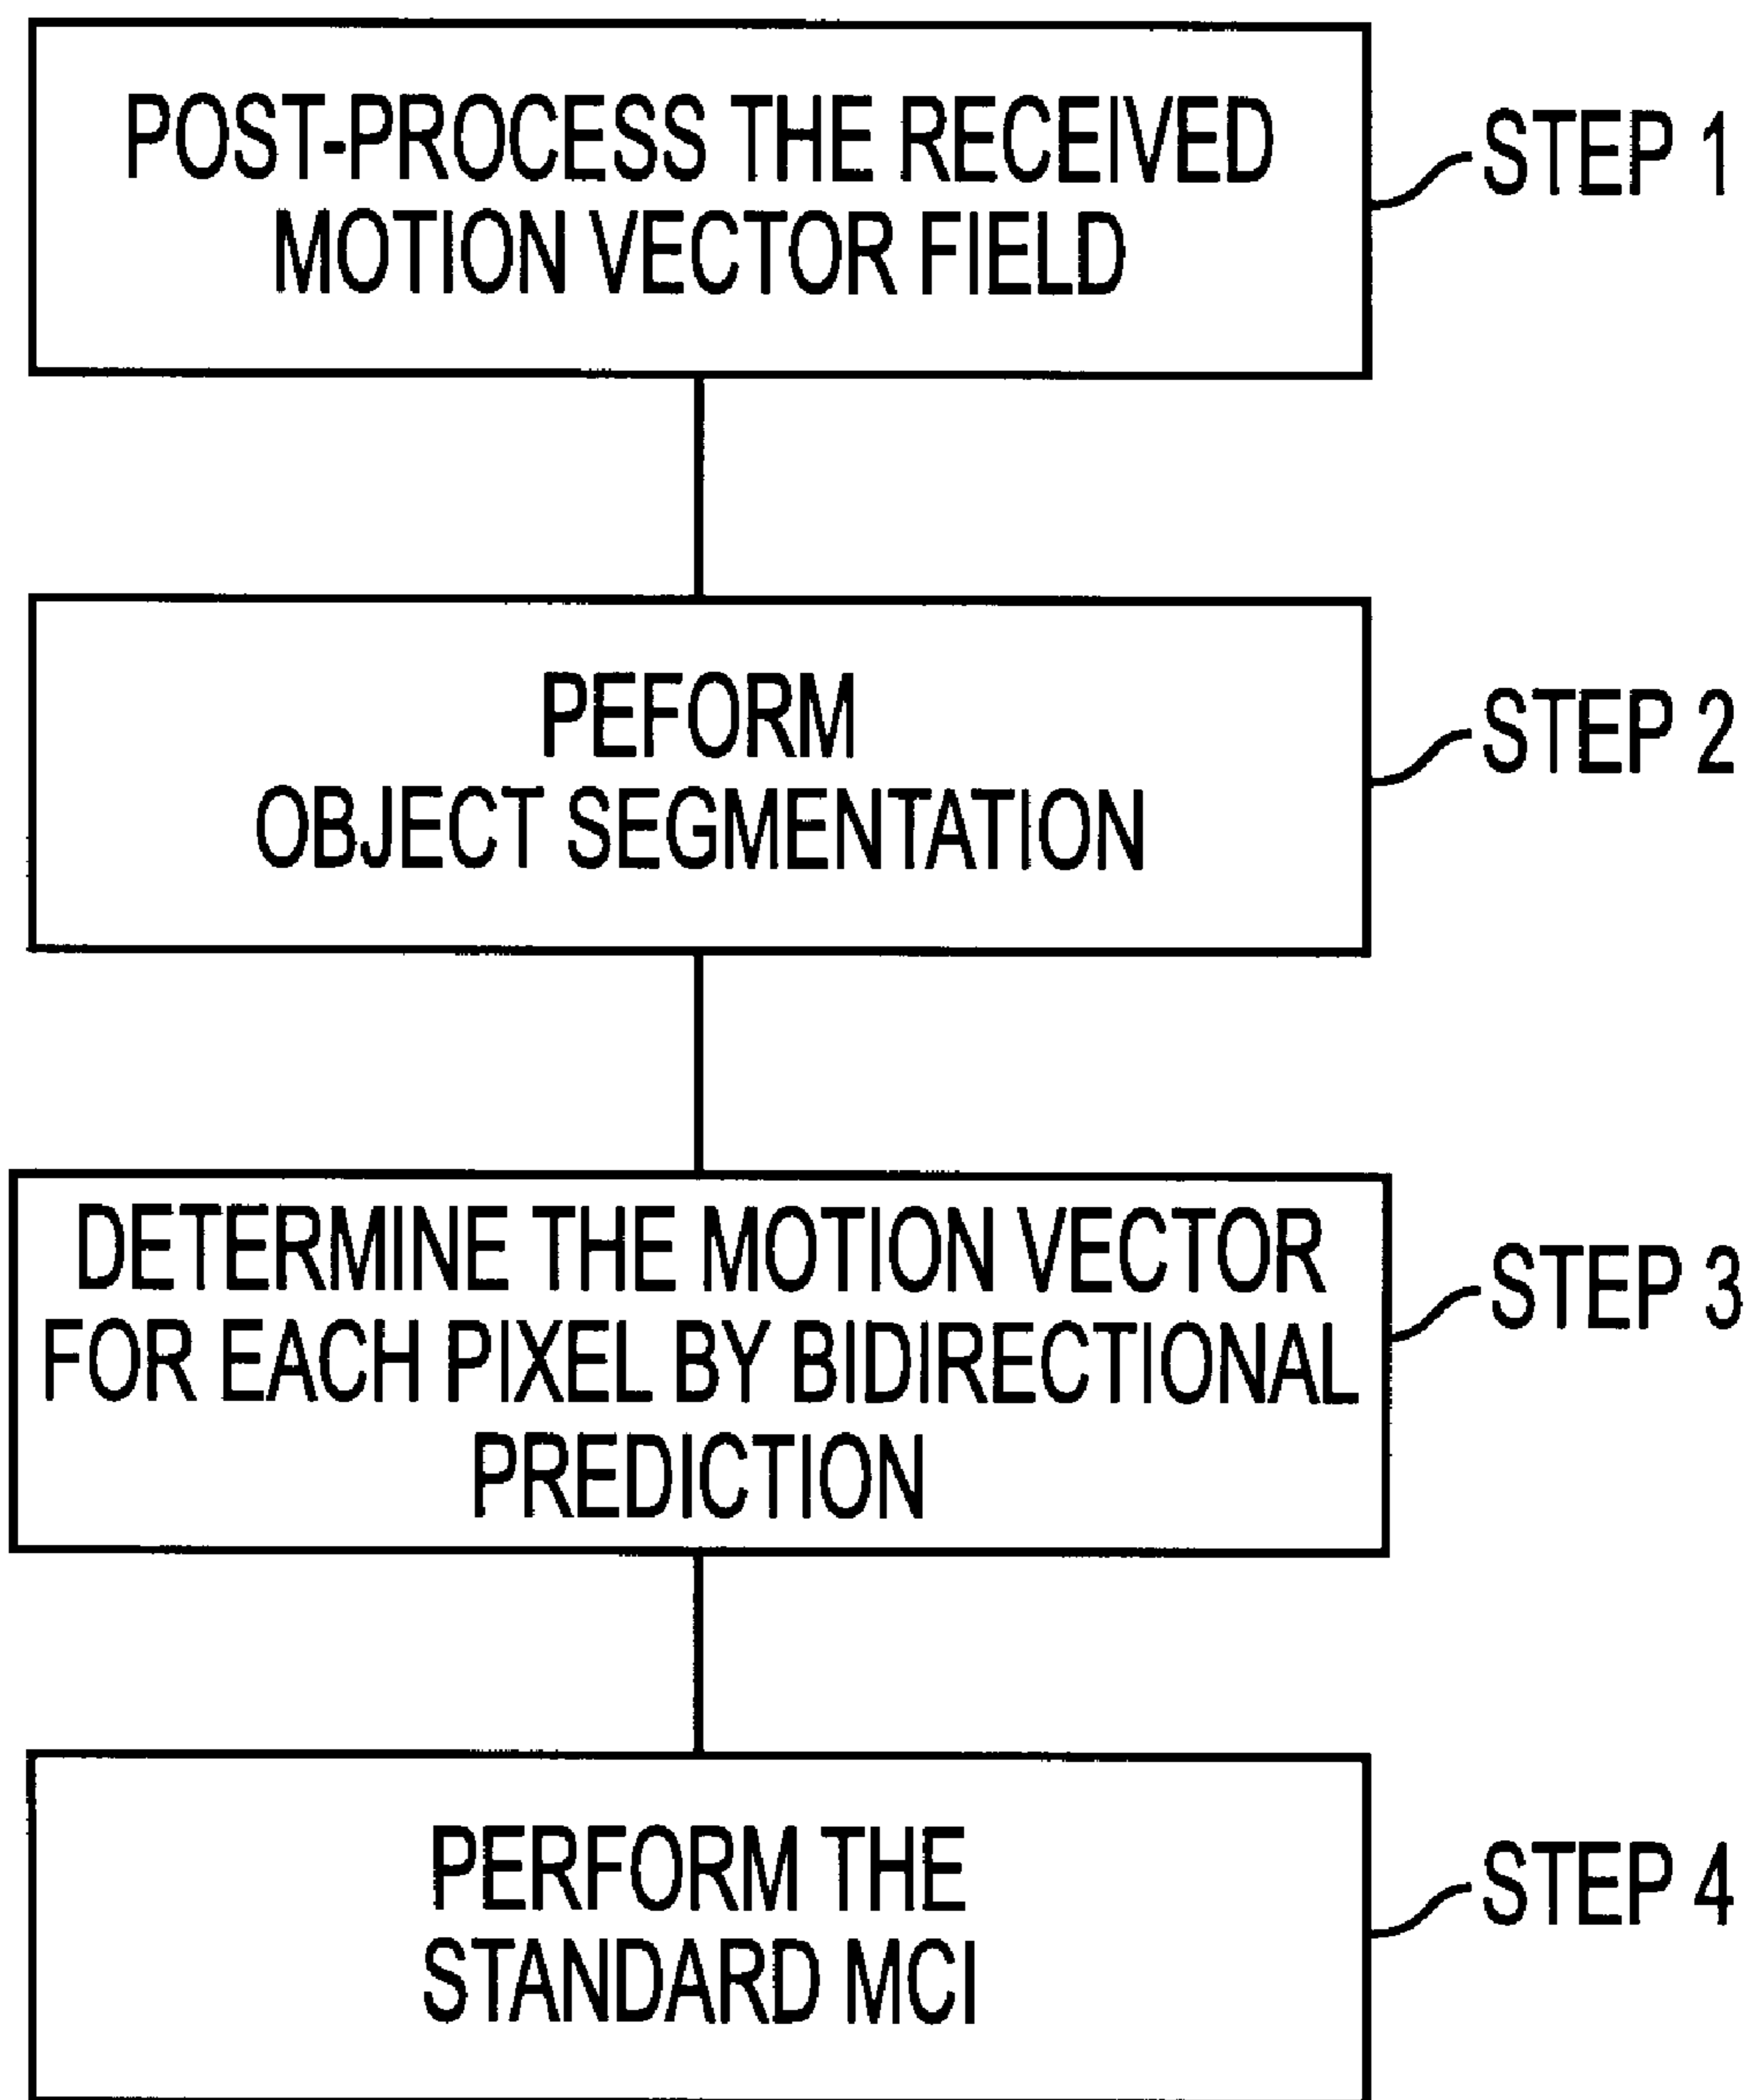 POST-PROCESS THE RECEIVED
MOTION VECTOR FIELD
STEP 1
PEFORM
OBJECT SEGMENTATION
STEP 2
DETERMINE THE MOTION VECTOR
FOR EACH PIXEL BY BIDIRECTIONAL
PREDICTION
STEP 3
PERFORM THE
STANDARD MCI
STEP 4